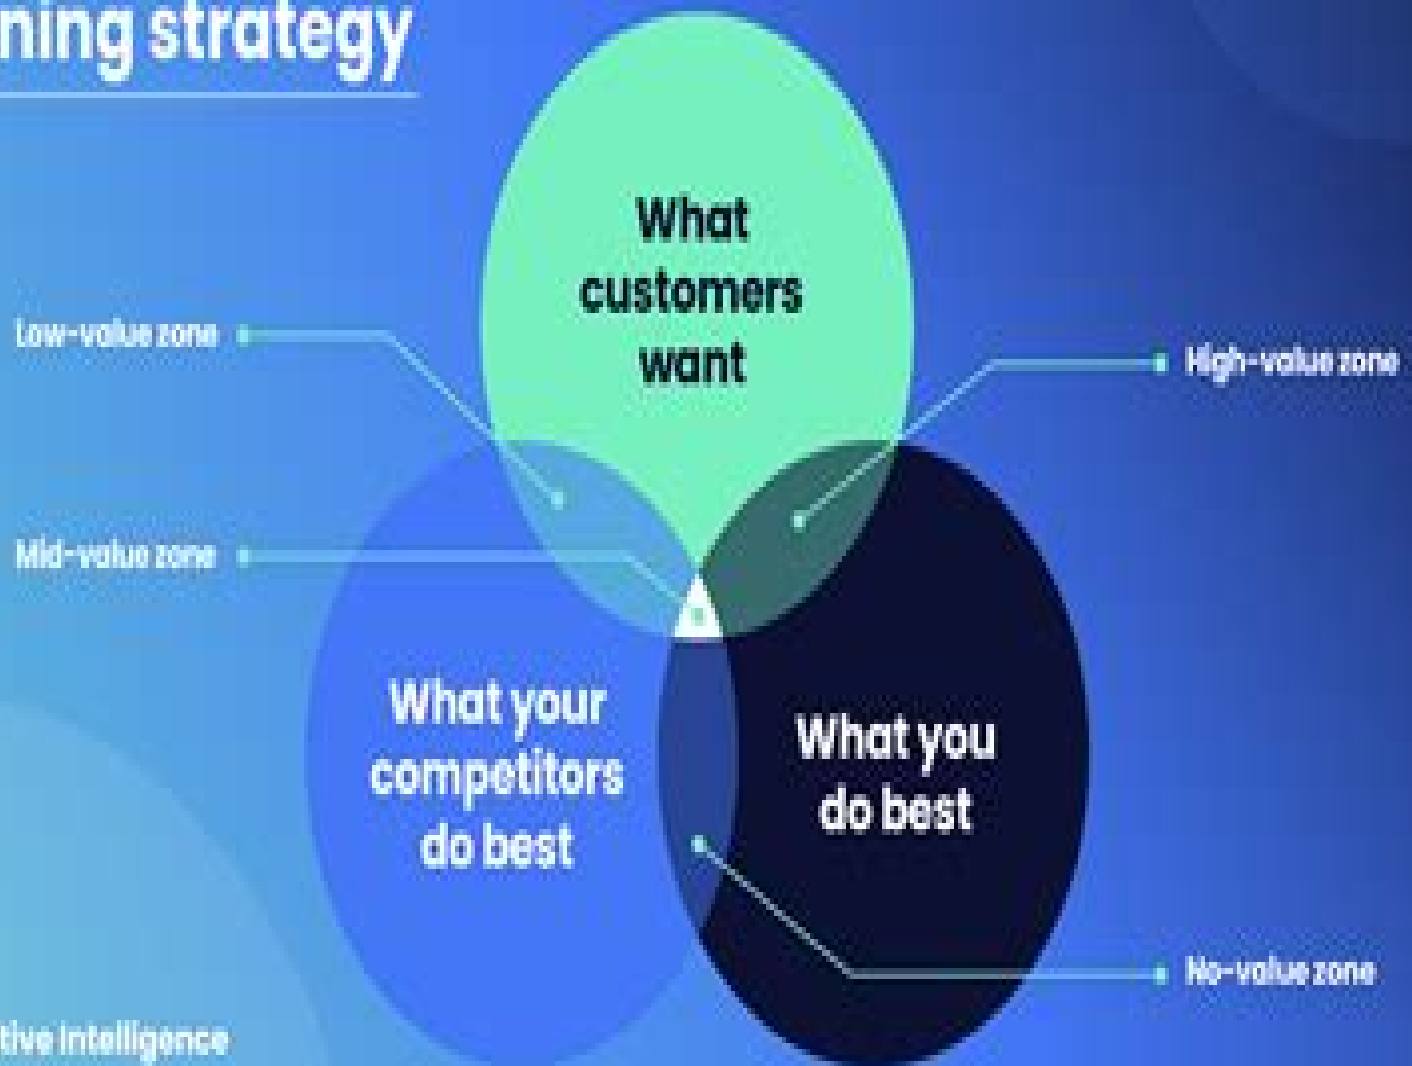 ning strategy
What
customers
want
Low-value zone
High-value zone
Mid-value zone
What your
competitors
do best
What you
do best
No-value zone
tive Intelligence